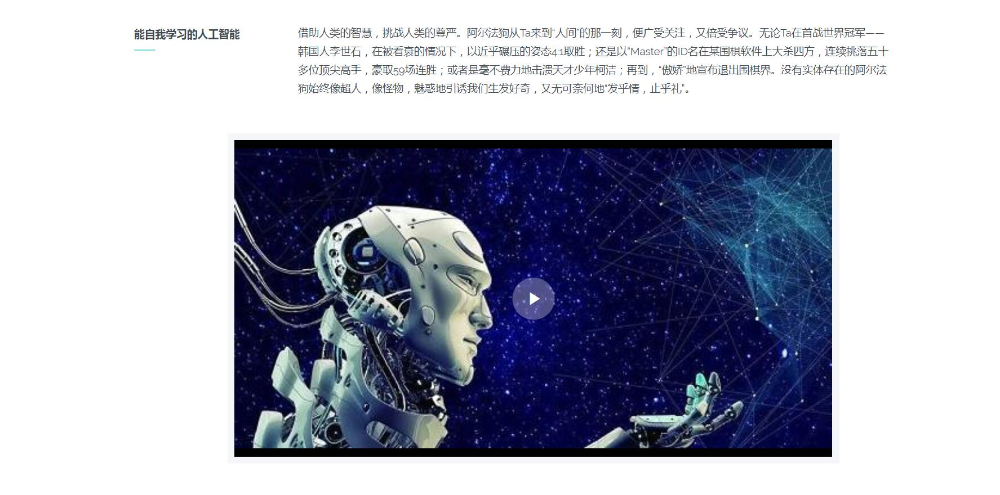 能自我学习的人工智能
借助人类的智慧，挑战人类的尊严。阿尔法狗从Ta来到“人间”的那一刻，便广受关注，又倍受争议。无论Ta在首战世界冠军——
韩国人李世石，在被看衰的情况下，以近乎碾压的姿态4:1取胜；还是以“Master”的ID名在某围棋软件上大杀四方，连续挑落五十
多位顶尖高手，豪取59场连胜；或者是毫不费力地击溃天才少年柯洁；再到，“傲娇”地宣布退出围棋界。没有实体存在的阿尔法
狗始终像超人，像怪物，魅惑地引诱我们生发好奇，又无可奈何地“发乎情，止乎礼”。